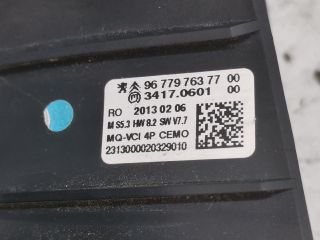 96 779 763 77 00
3417.0601 00
RO 2013 02 06
M S5.3 HW 8.2 SW V7.7
MQ-VCI 4P CEMO
2313000020329010